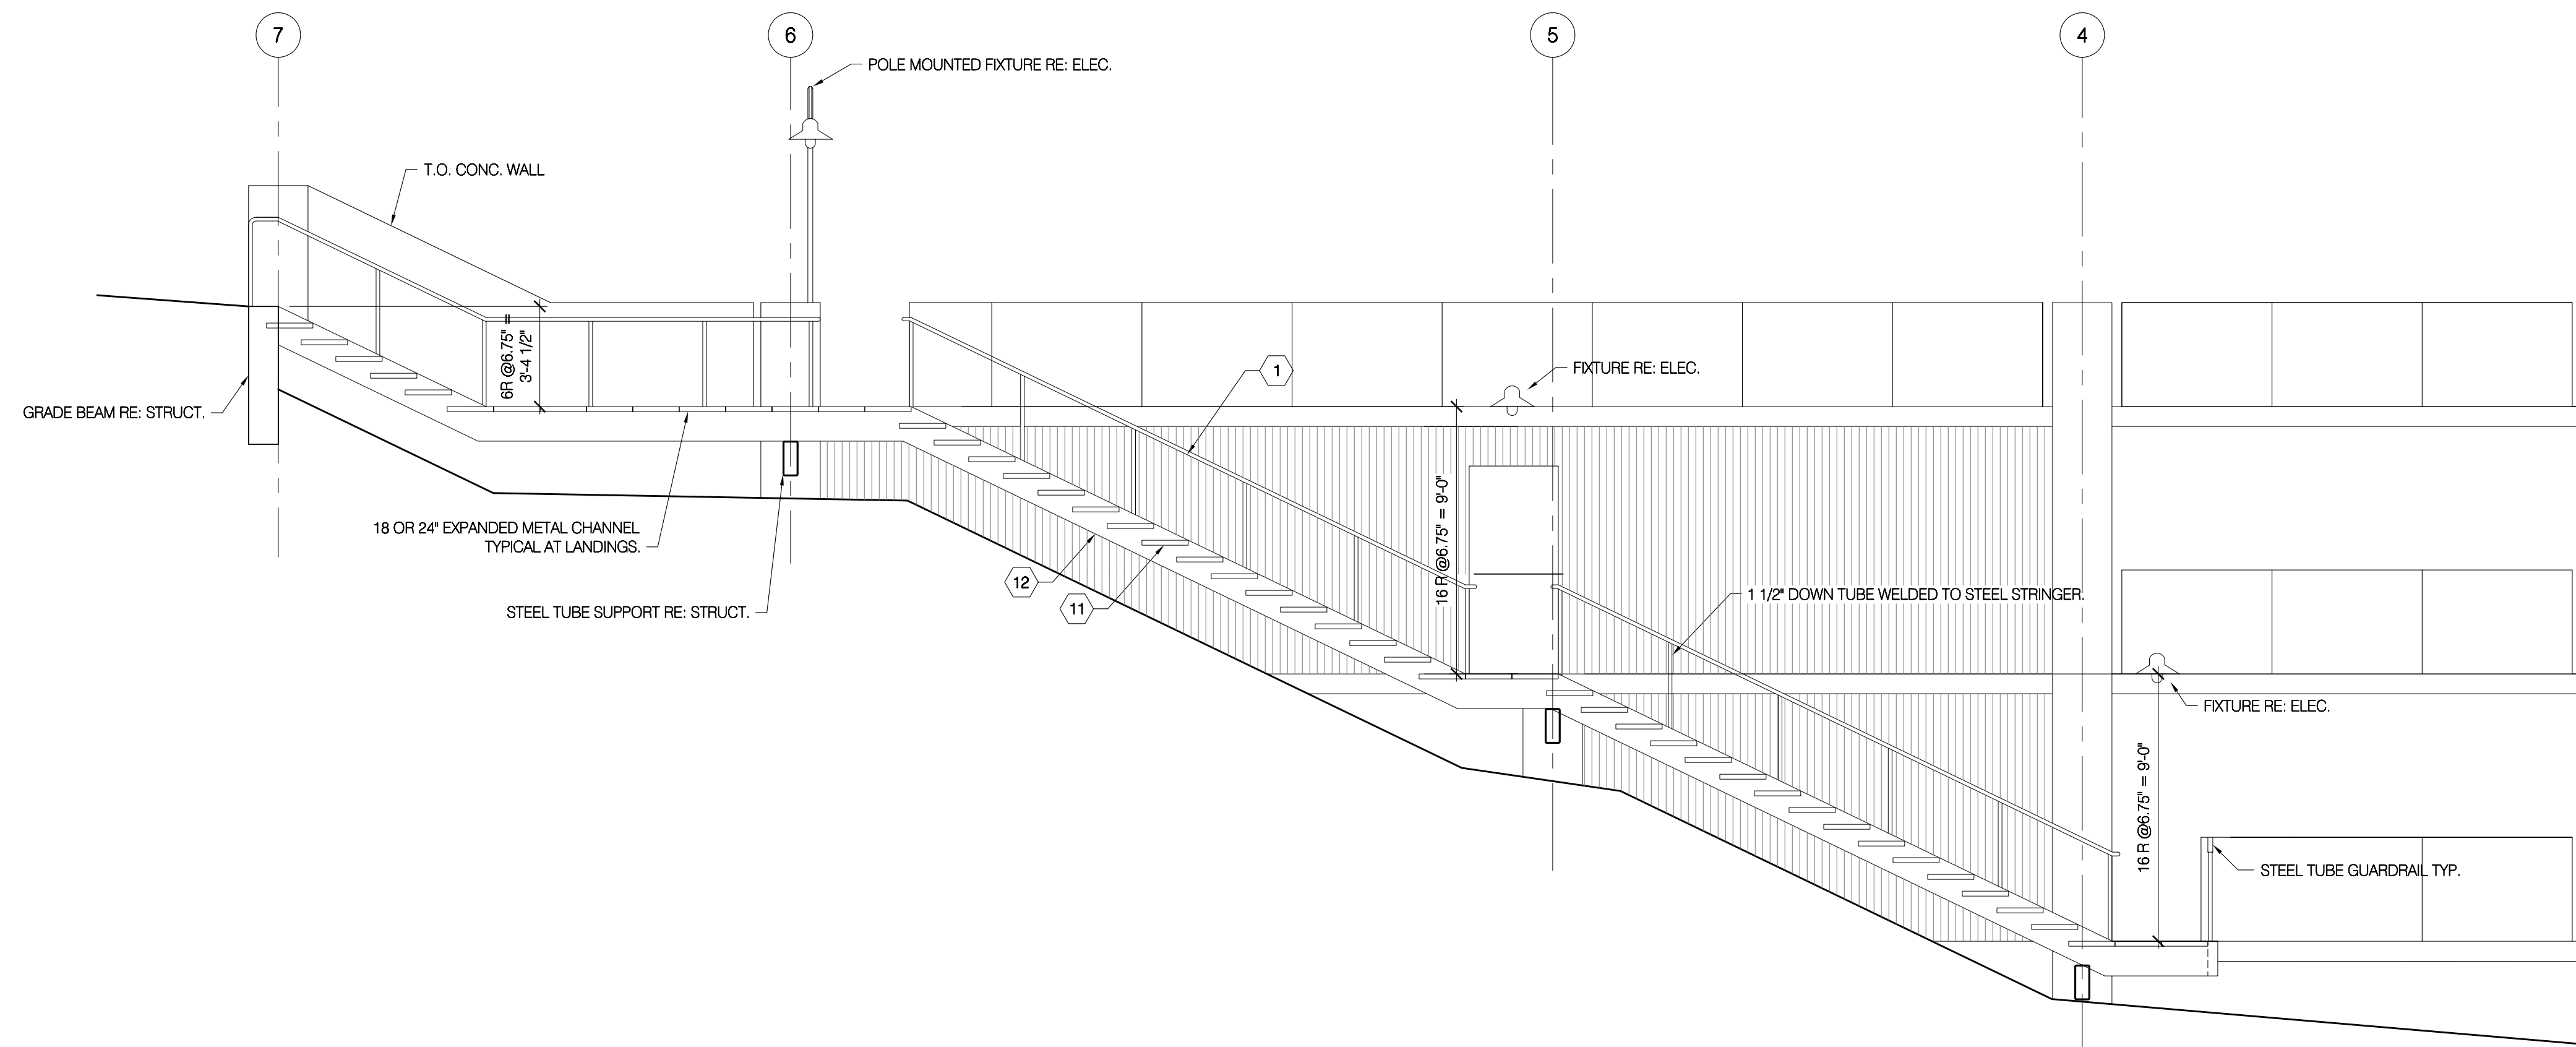 7
6
5
4
POLE MOUNTED FIXTURE RE: ELEC.
T.O. CONC. WALL
6R @6.75" =
3'-4 1/2"
FIXTURE RE: ELEC.
1
GRADE BEAM RE: STRUCT.
16 R @6.75" = 9'-0"
18 OR 24" EXPANDED METAL CHANNEL
TYPICAL AT LANDINGS.
12
11
STEEL TUBE SUPPORT RE: STRUCT.
1 1/2" DOWN TUBE WELDED TO STEEL STRINGER.
FIXTURE RE: ELEC.
16 R @6.75" = 9'-0"
STEEL TUBE GUARDRAIL TYP.